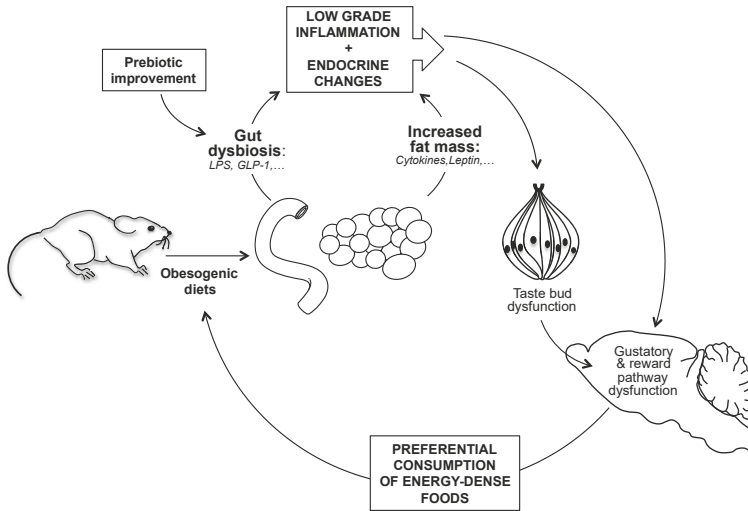 LOW GRADE
INFLAMMATION
+
ENDOCRINE
CHANGES
Prebiotic
improvement
Gut
dysbiosis:
LPS, GLP-1,...
Increased
fat mass:
Cytokines,Leptin,...
Obesogenic
diets
Taste bud
dysfunction
Gustatory
& reward
pathway
dysfunction
PREFERENTIAL
CONSUMPTION
OF ENERGY-DENSE
FOODS